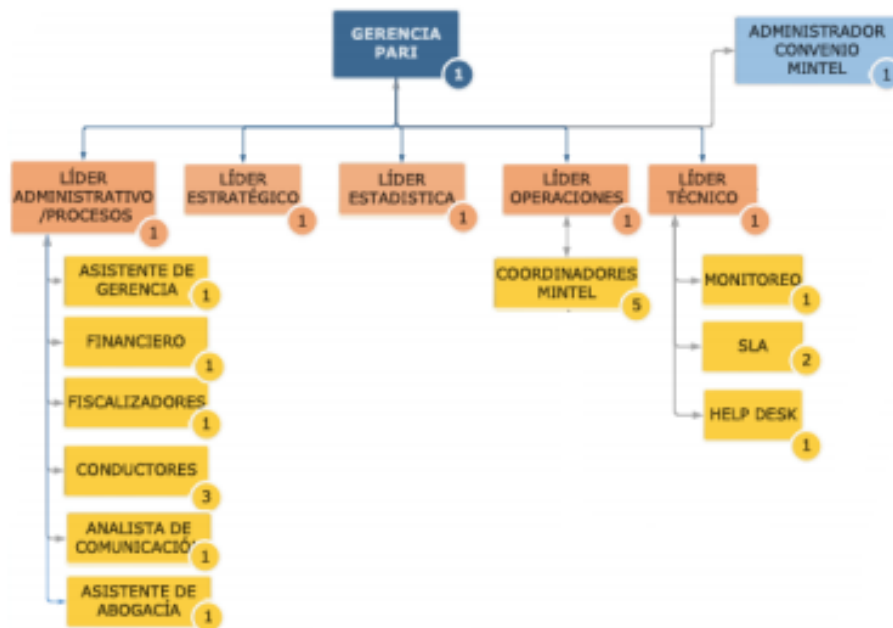 GERENCIA
PARI
1
ADMINISTRADOR
CONVENIO
MINTEL
1
LÍDER
ADMINISTRATIVO
/PROCESOS
1
LÍDER
ESTRATÉGICO
1
LÍDER
ESTADISTICA
1
LÍDER
OPERACIONES
1
LÍDER
TÉCNICO
1
ASISTENTE DE
GERENCIA
1
FINANCIERO
1
FISCALIZADORES
1
CONDUCTORES
3
ANALISTA DE
COMUNICACIÓN
1
ASISTENTE DE
ABOGACÍA
1
COORDINADORES
MINTEL
5
MONITOREO
1
SLA
2
HELP DESK
1